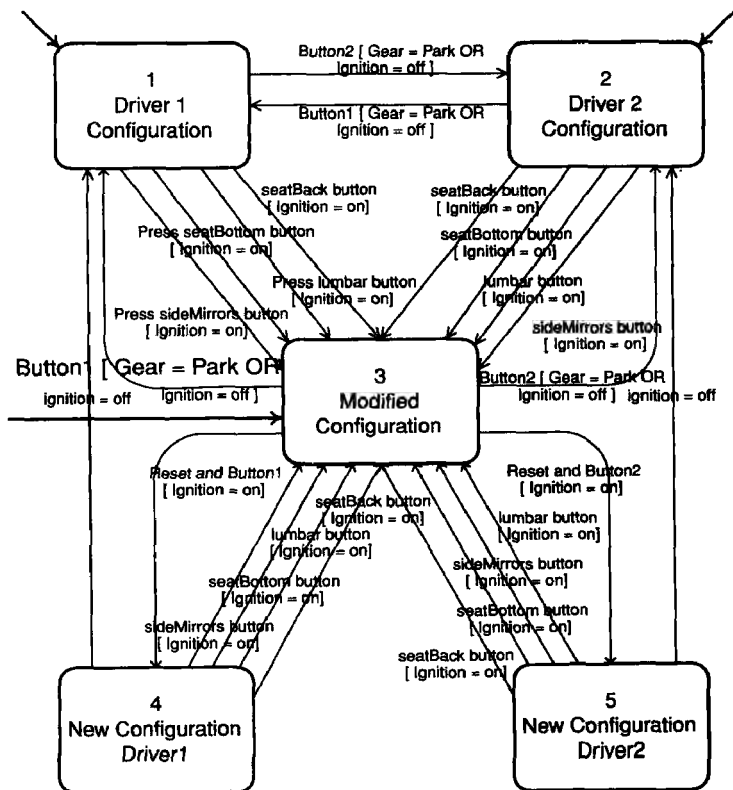 Button2 [ Gear = Park OR
Ignition = off ]
1
Driver 1
Configuration
2
Driver 2
Configuration
Button1 [ Gear = Park OR
Ignition = off ]
seatBack button
[ Ignition = on]
seatBack button
[ Ignition = on]
Press seatBottom button
[ Ignition = on]
seatBottom button
[ Ignition = on]
Press lumbar button
[ Ignition = on]
lumbar button
[ Ignition = on]
Press sideMirrors button
[ Ignition = on]
sideMirrors button
[ Ignition = on]
Button1 [ Gear = Park OR
Ignition = off ]
ignition = off
3
Modified
Configuration
Button2 [ Gear = Park OR
Ignition = off ]
ignition = off
Reset and Button1
[ Ignition = on]
Reset and Button2
[ Ignition = on]
seatBack button
[ Ignition = on]
lumbar button
[ Ignition = on]
lumbar button
[ Ignition = on]
sideMirrors button
[ Ignition = on]
seatBottom button
[ Ignition = on]
seatBottom button
[ Ignition = on]
sideMirrors button
[ Ignition = on]
seatBack button
[ Ignition = on]
4
New Configuration
Driver1
5
New Configuration
Driver2